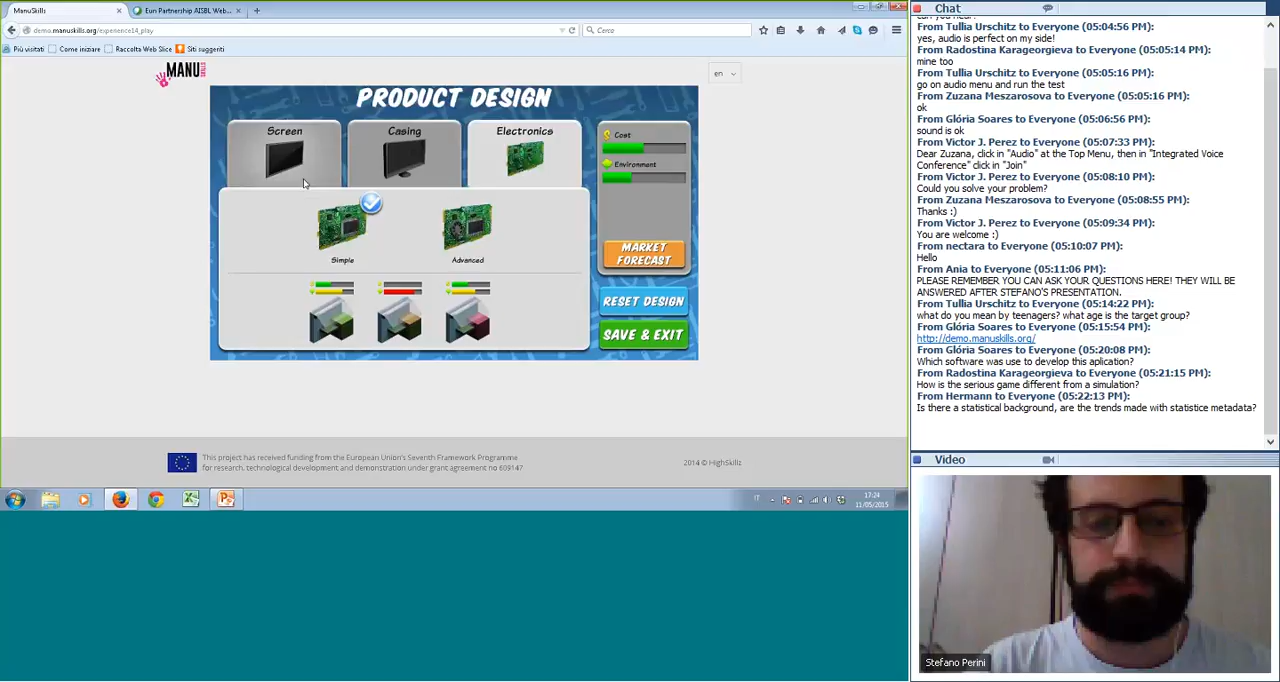 ManuSkills
Eun Partnership AISBL Web...
demo.manuskills.org/experience14_play
Cerca
Più visitati
Come iniziare
Raccolta Web Slice
Siti suggeriti
MANU
SKILLS
en
PRODUCT DESIGN
Screen
Casing
Electronics
Simple
Advanced
Cost
Environment
MARKET
FORECAST
RESET DESIGN
SAVE & EXIT
This project has received funding from the European Union's Seventh Framework Programme
for research, technological development and demonstration under grant agreement no 609147
2014 © HighSkills
IT
17:24
11/05/2015
Chat
From Tullia Urschitz to Everyone (05:04:56 PM):
yes, audio is perfect on my side!
From Radostina Karageorgieva to Everyone (05:05:14 PM):
mine too
From Tullia Urschitz to Everyone (05:05:16 PM):
go on audio menu and run the test
From Zuzana Meszarosova to Everyone (05:05:16 PM):
ok
From Glória Soares to Everyone (05:06:56 PM):
sound is ok
From Victor J. Perez to Everyone (05:07:33 PM):
Dear Zuzana, click in "Audio" at the Top Menu, then in "Integrated Voice
Conference" click in "Join"
From Victor J. Perez to Everyone (05:08:10 PM):
Could you solve your problem?
From Zuzana Meszarosova to Everyone (05:08:55 PM):
Thanks :)
From Victor J. Perez to Everyone (05:09:34 PM):
You are welcome :)
From nectara to Everyone (05:10:07 PM):
Hello
From Ania to Everyone (05:11:06 PM):
PLEASE REMEMBER YOU CAN ASK YOUR QUESTIONS HERE! THEY WILL BE
ANSWERED AFTER STEFANO'S PRESENTATION.
From Tullia Urschitz to Everyone (05:14:22 PM):
what do you mean by teenagers? what age is the target group?
From Glória Soares to Everyone (05:15:54 PM):
http://demo.manuskills.org/
From Glória Soares to Everyone (05:20:08 PM):
Which software was use to develop this aplication?
From Radostina Karageorgieva to Everyone (05:21:15 PM):
How is the serious game different from a simulation?
From Hermann to Everyone (05:22:13 PM):
Is there a statistical background, are the trends made with statistice metadata?
Video
Stefano Perini